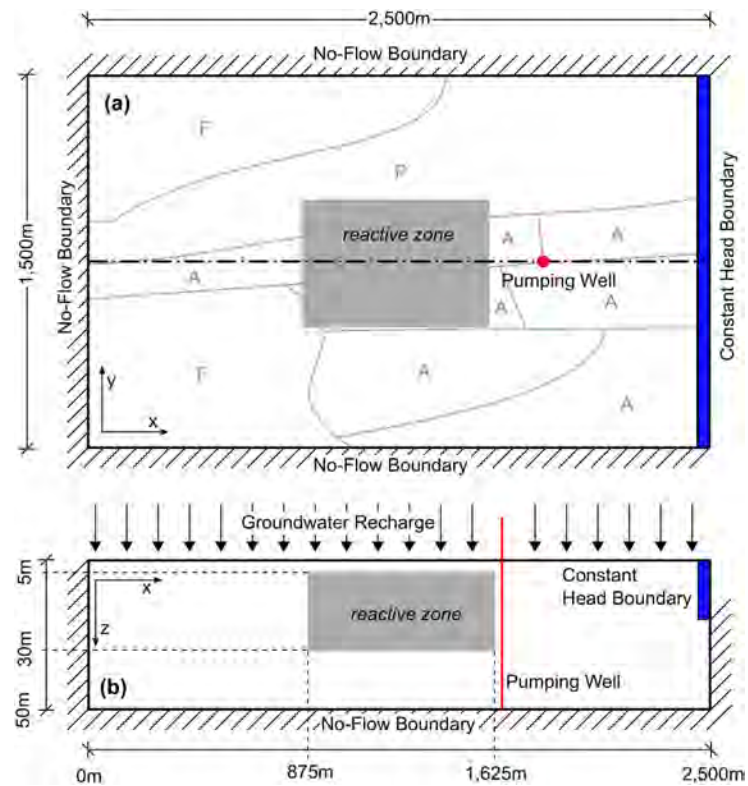 2,500m
No-Flow Boundary
(a)
F
P
No-Flow Boundary
1,500m
reactive zone
A
A
A
Pumping Well
A
A
Constant Head Boundary
F
A
A
y
x
No-Flow Boundary
Groundwater Recharge
5m
x
Constant
Head Boundary
reactive zone
z
30m
(b)
Pumping Well
50m
No-Flow Boundary
0m
875m
1,625m
2,500m